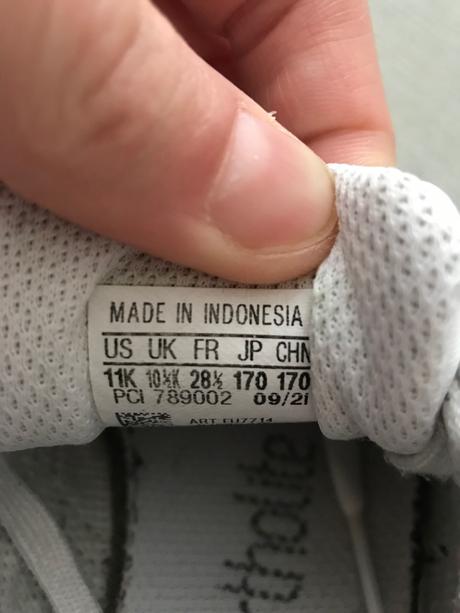 MADE IN INDONESIA
US UK FR JP CHN
11K 10½K 28½ 170 170
PCI 789002 09/21
ART